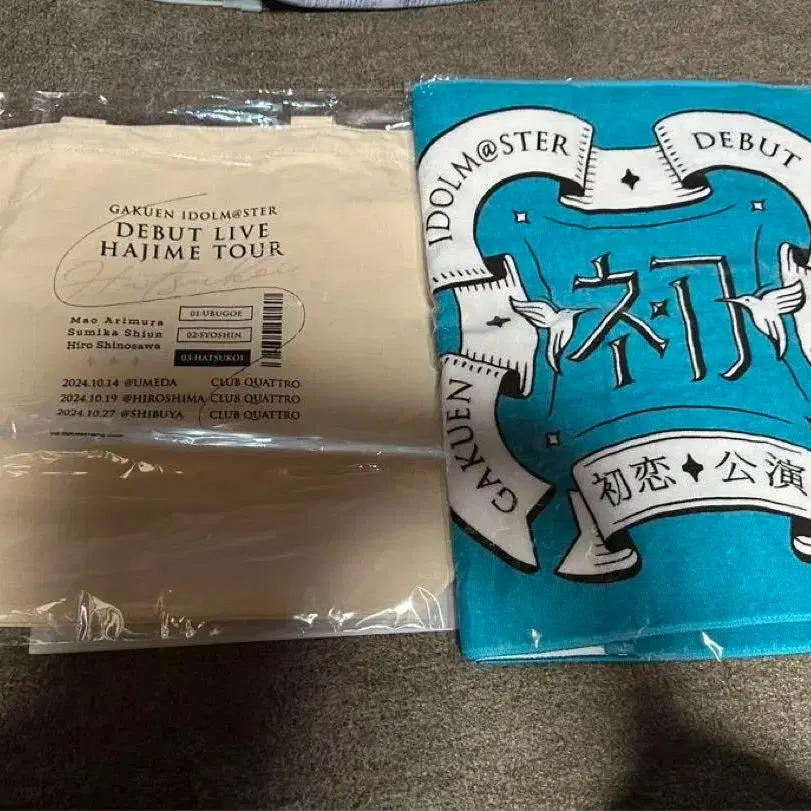 GAKUEN IDOLM@STER
DEBUT LIVE
HAJIME TOUR
Hatsukoi
Mao Arimura
Sumika Shiun
Hiro Shinosawa
01:UBUGOE
02:SYOSHIN
03:HATSUKOI
2024.10.14 @UMEDA CLUB QUATTRO
2024.10.19 @HIROSHIMA CLUB QUATTRO
2024.10.27 @SHIBUYA CLUB QUATTRO
GAKUEN IDOLM@STER DEBUT
初
初恋✦公演